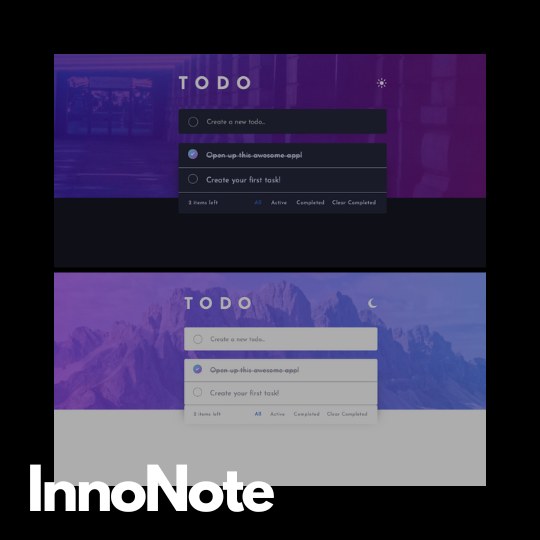 TODO
Create a new todo..
Open up this awesome app!
Create your first task!
2 items left All Active Completed Clear Completed
TODO
Create a new todo..
Open up this awesome app!
Create your first task!
2 items left All Active Completed Clear Completed
InnoNote